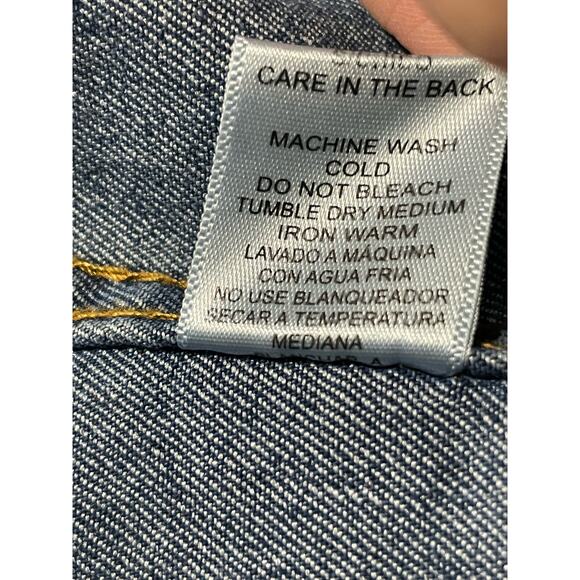 CARE IN THE BACK
MACHINE WASH
COLD
DO NOT BLEACH
TUMBLE DRY MEDIUM
IRON WARM
LAVADO A MÁQUINA
CON AGUA FRIA
NO USE BLANQUEADOR
SECAR A TEMPERATURA
MEDIANA